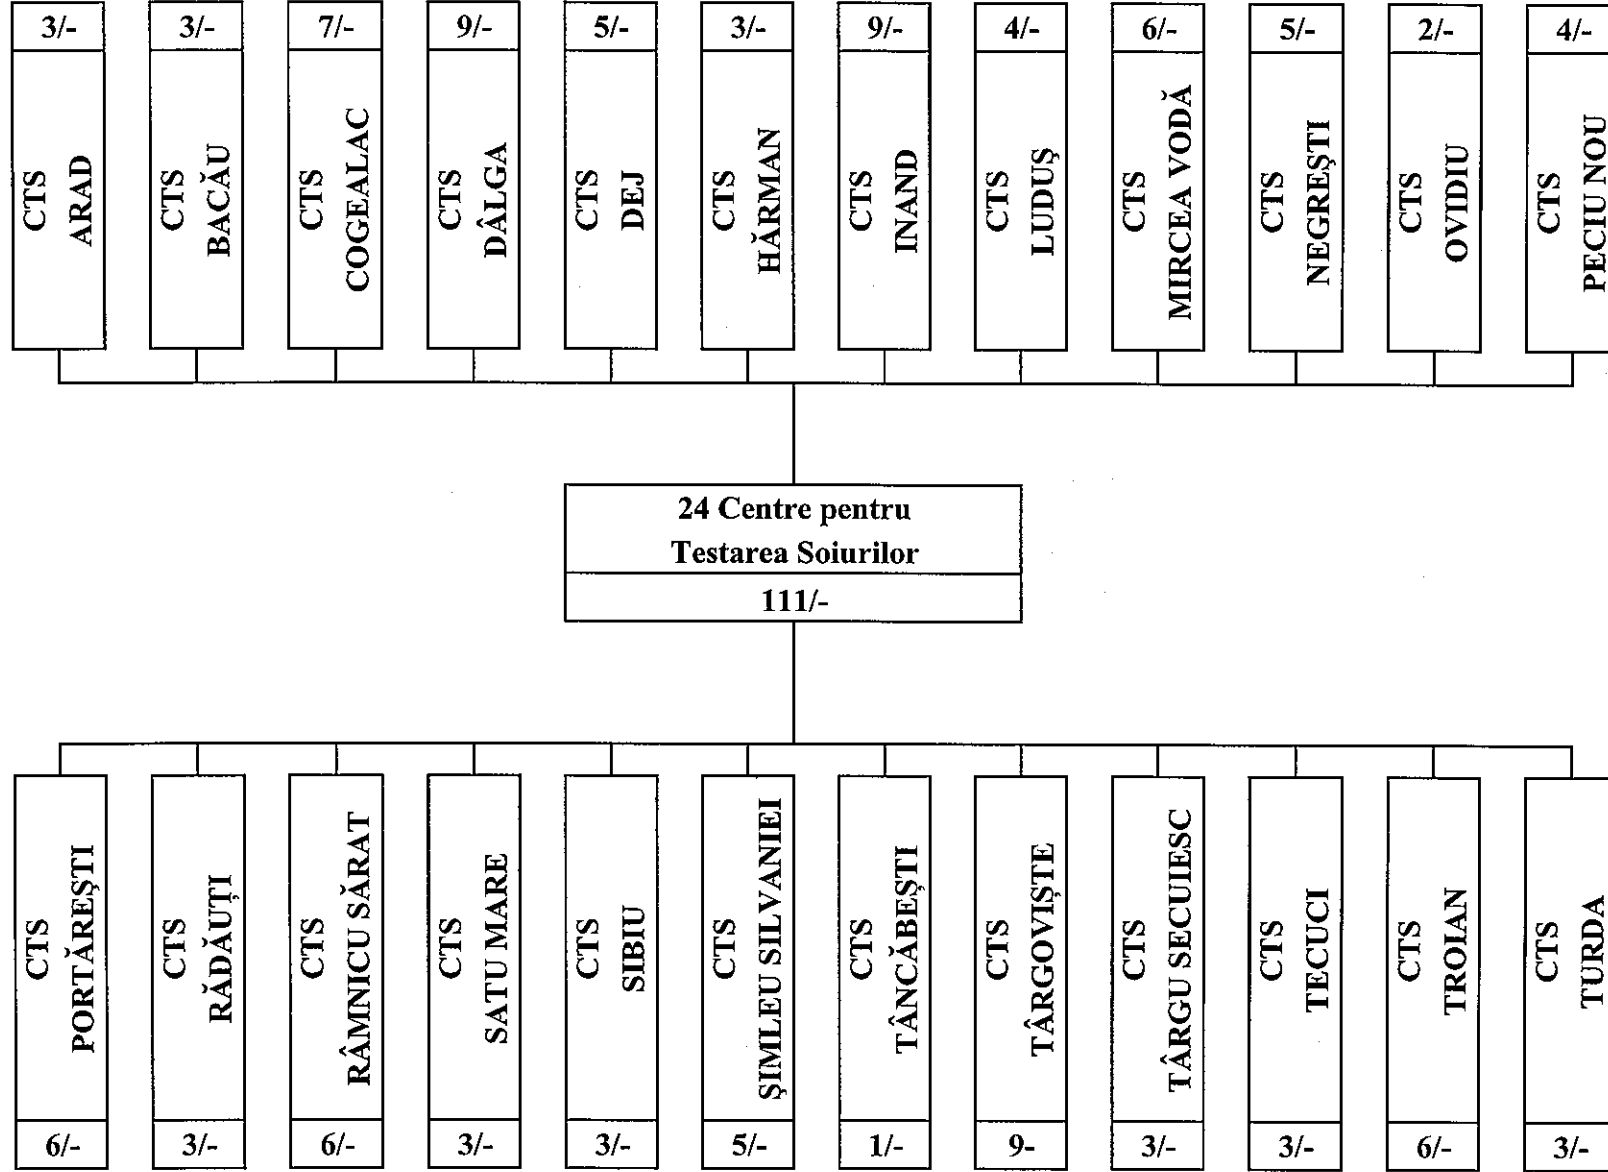 3/-
CTS
ARAD
3/-
CTS
BACĂU
7/-
CTS
COGEALAC
9/-
CTS
DÂLGA
5/-
CTS
DEJ
3/-
CTS
HĂRMAN
9/-
CTS
INAND
4/-
CTS
LUDUŞ
6/-
CTS
MIRCEA VODĂ
5/-
CTS
NEGREŞTI
2/-
CTS
OVIDIU
4/-
CTS
PECIU NOU
24 Centre pentru
Testarea Soiurilor
111/-
CTS
PORTĂREŞTI
6/-
CTS
RĂDĂUŢI
3/-
CTS
RÂMNICU SĂRAT
6/-
CTS
SATU MARE
3/-
CTS
SIBIU
3/-
CTS
ŞIMLEU SILVANIEI
5/-
CTS
TÂNCĂBEŞTI
1/-
CTS
TÂRGOVIŞTE
9-
CTS
TÂRGU SECUIESC
3/-
CTS
TECUCI
3/-
CTS
TROIAN
6/-
CTS
TURDA
3/-